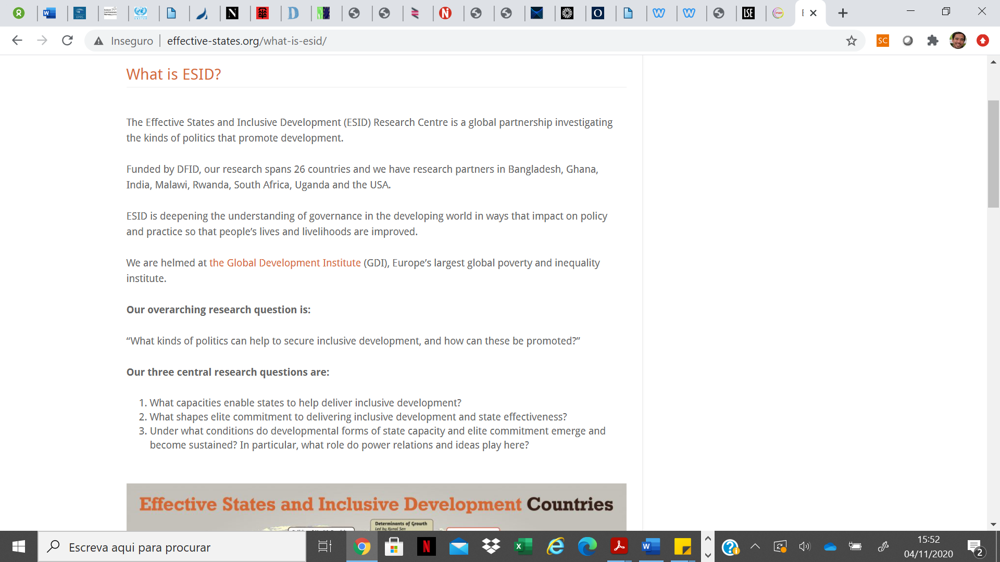 Inseguro
effective-states.org/what-is-esid/
SC
What is ESID?
The Effective States and Inclusive Development (ESID) Research Centre is a global partnership investigating
the kinds of politics that promote development.
Funded by DFID, our research spans 26 countries and we have research partners in Bangladesh, Ghana,
India, Malawi, Rwanda, South Africa, Uganda and the USA.
ESID is deepening the understanding of governance in the developing world in ways that impact on policy
and practice so that people’s lives and livelihoods are improved.
We are helmed at the Global Development Institute (GDI), Europe’s largest global poverty and inequality
institute.
Our overarching research question is:
“What kinds of politics can help to secure inclusive development, and how can these be promoted?”
Our three central research questions are:
1. What capacities enable states to help deliver inclusive development?
2. What shapes elite commitment to delivering inclusive development and state effectiveness?
3. Under what conditions do developmental forms of state capacity and elite commitment emerge and
become sustained? In particular, what role do power relations and ideas play here?
Effective States and Inclusive Development Countries
Determinants of Growth
Led by Kunal Sen
Escreva aqui para procurar
15:52
04/11/2020
2